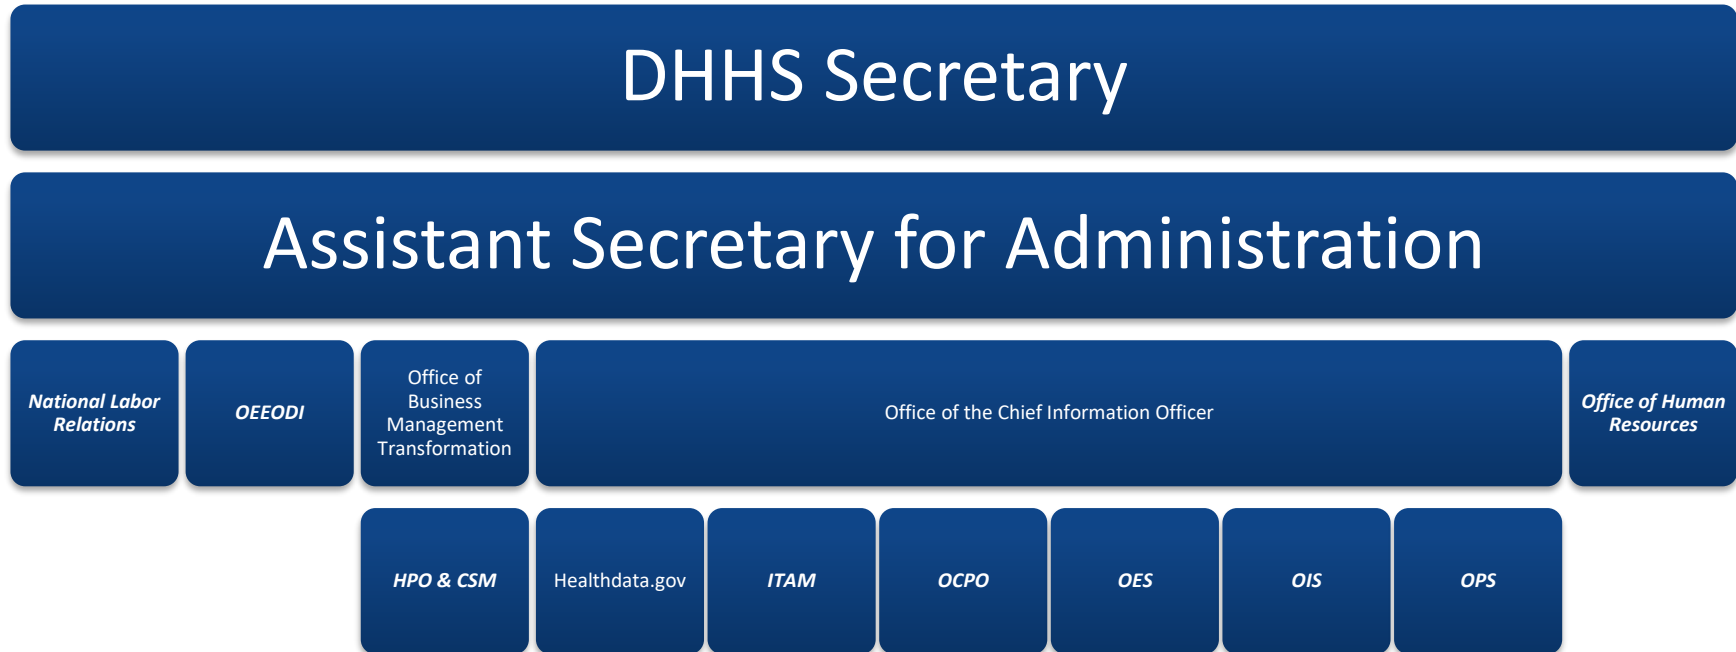 DHHS Secretary
Assistant Secretary for Administration
National Labor
Relations
OEEODI
Office of
Business
Management
Transformation
Office of the Chief Information Officer
Office of Human
Resources
HPO & CSM
Healthdata.gov
ITAM
OCPO
OES
OIS
OPS